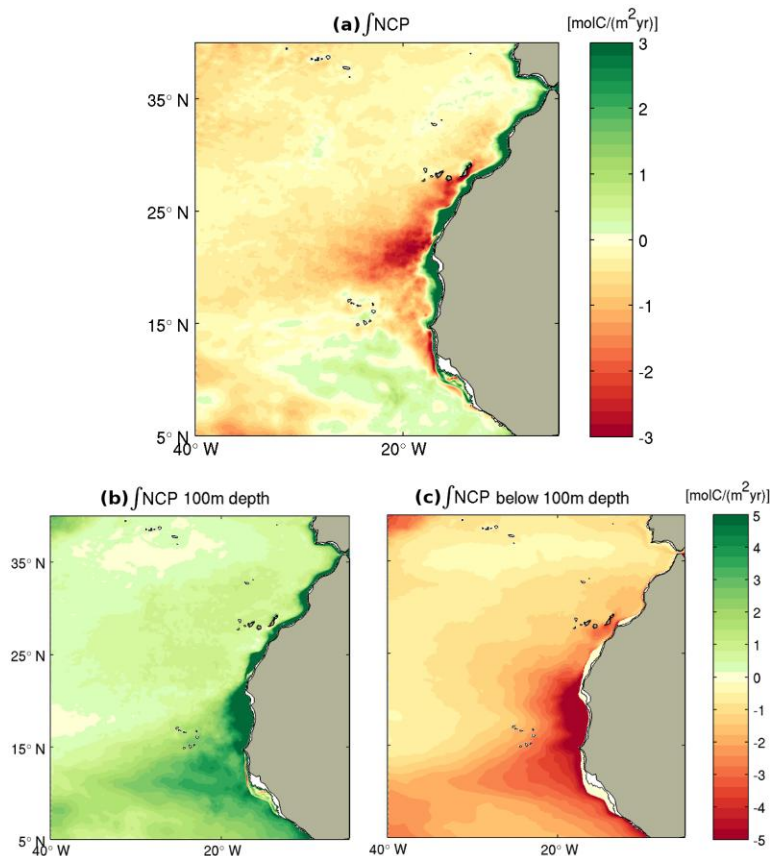 (a) ∫NCP
[molC/(m²yr)]
35° N
25° N
15° N
5° N
40° W
20° W
3
2
1
0
-1
-2
-3
(b) ∫NCP 100m depth
(c) ∫NCP below 100m depth
[molC/(m²yr)]
35° N
25° N
15° N
5° N
40° W
20° W
40° W
20° W
5
4
3
2
1
0
-1
-2
-3
-4
-5